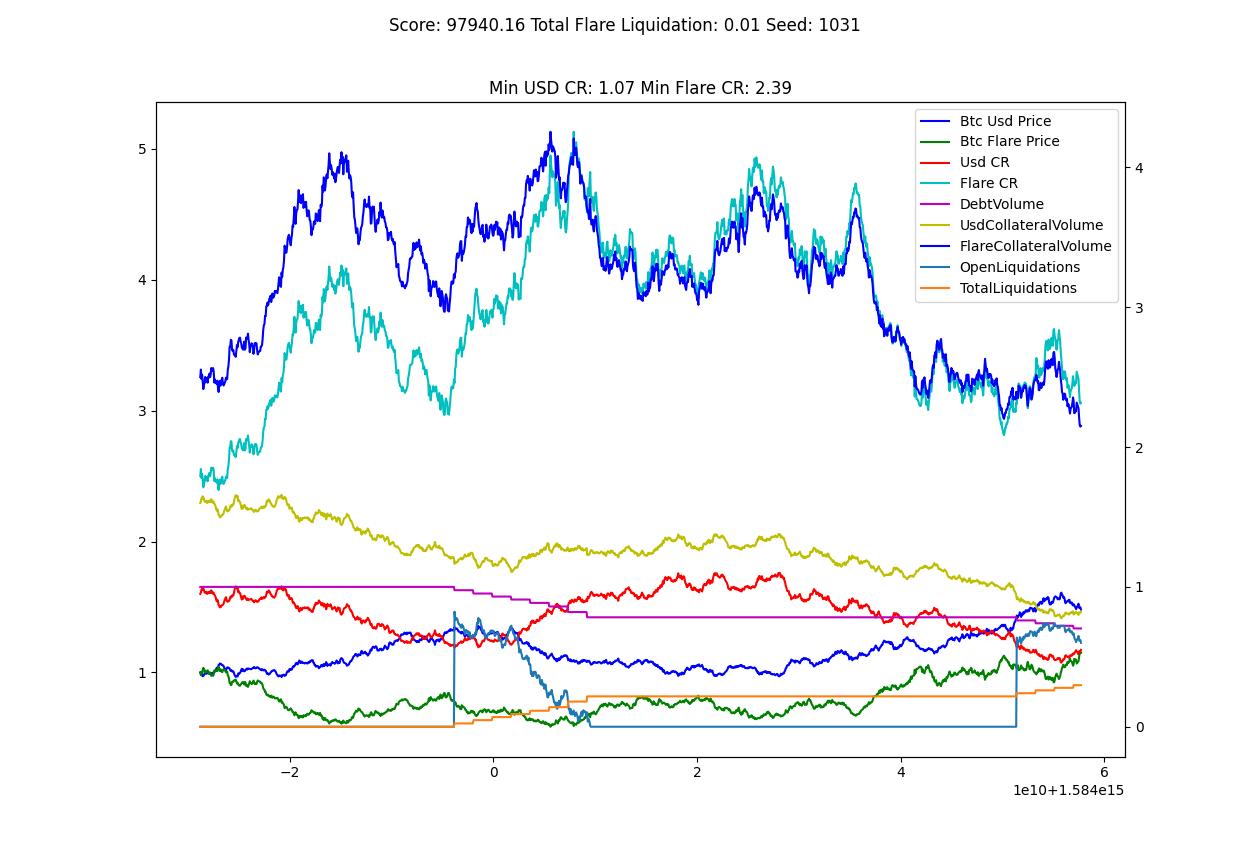 Score: 97940.16 Total Flare Liquidation: 0.01 Seed: 1031
Min USD CR: 1.07 Min Flare CR: 2.39
Btc Usd Price
Btc Flare Price
Usd CR
Flare CR
DebtVolume
UsdCollateralVolume
FlareCollateralVolume
OpenLiquidations
TotalLiquidations
5
4
3
2
1
4
3
2
1
0
−2 0 2 4 6
1e10+1.584e15